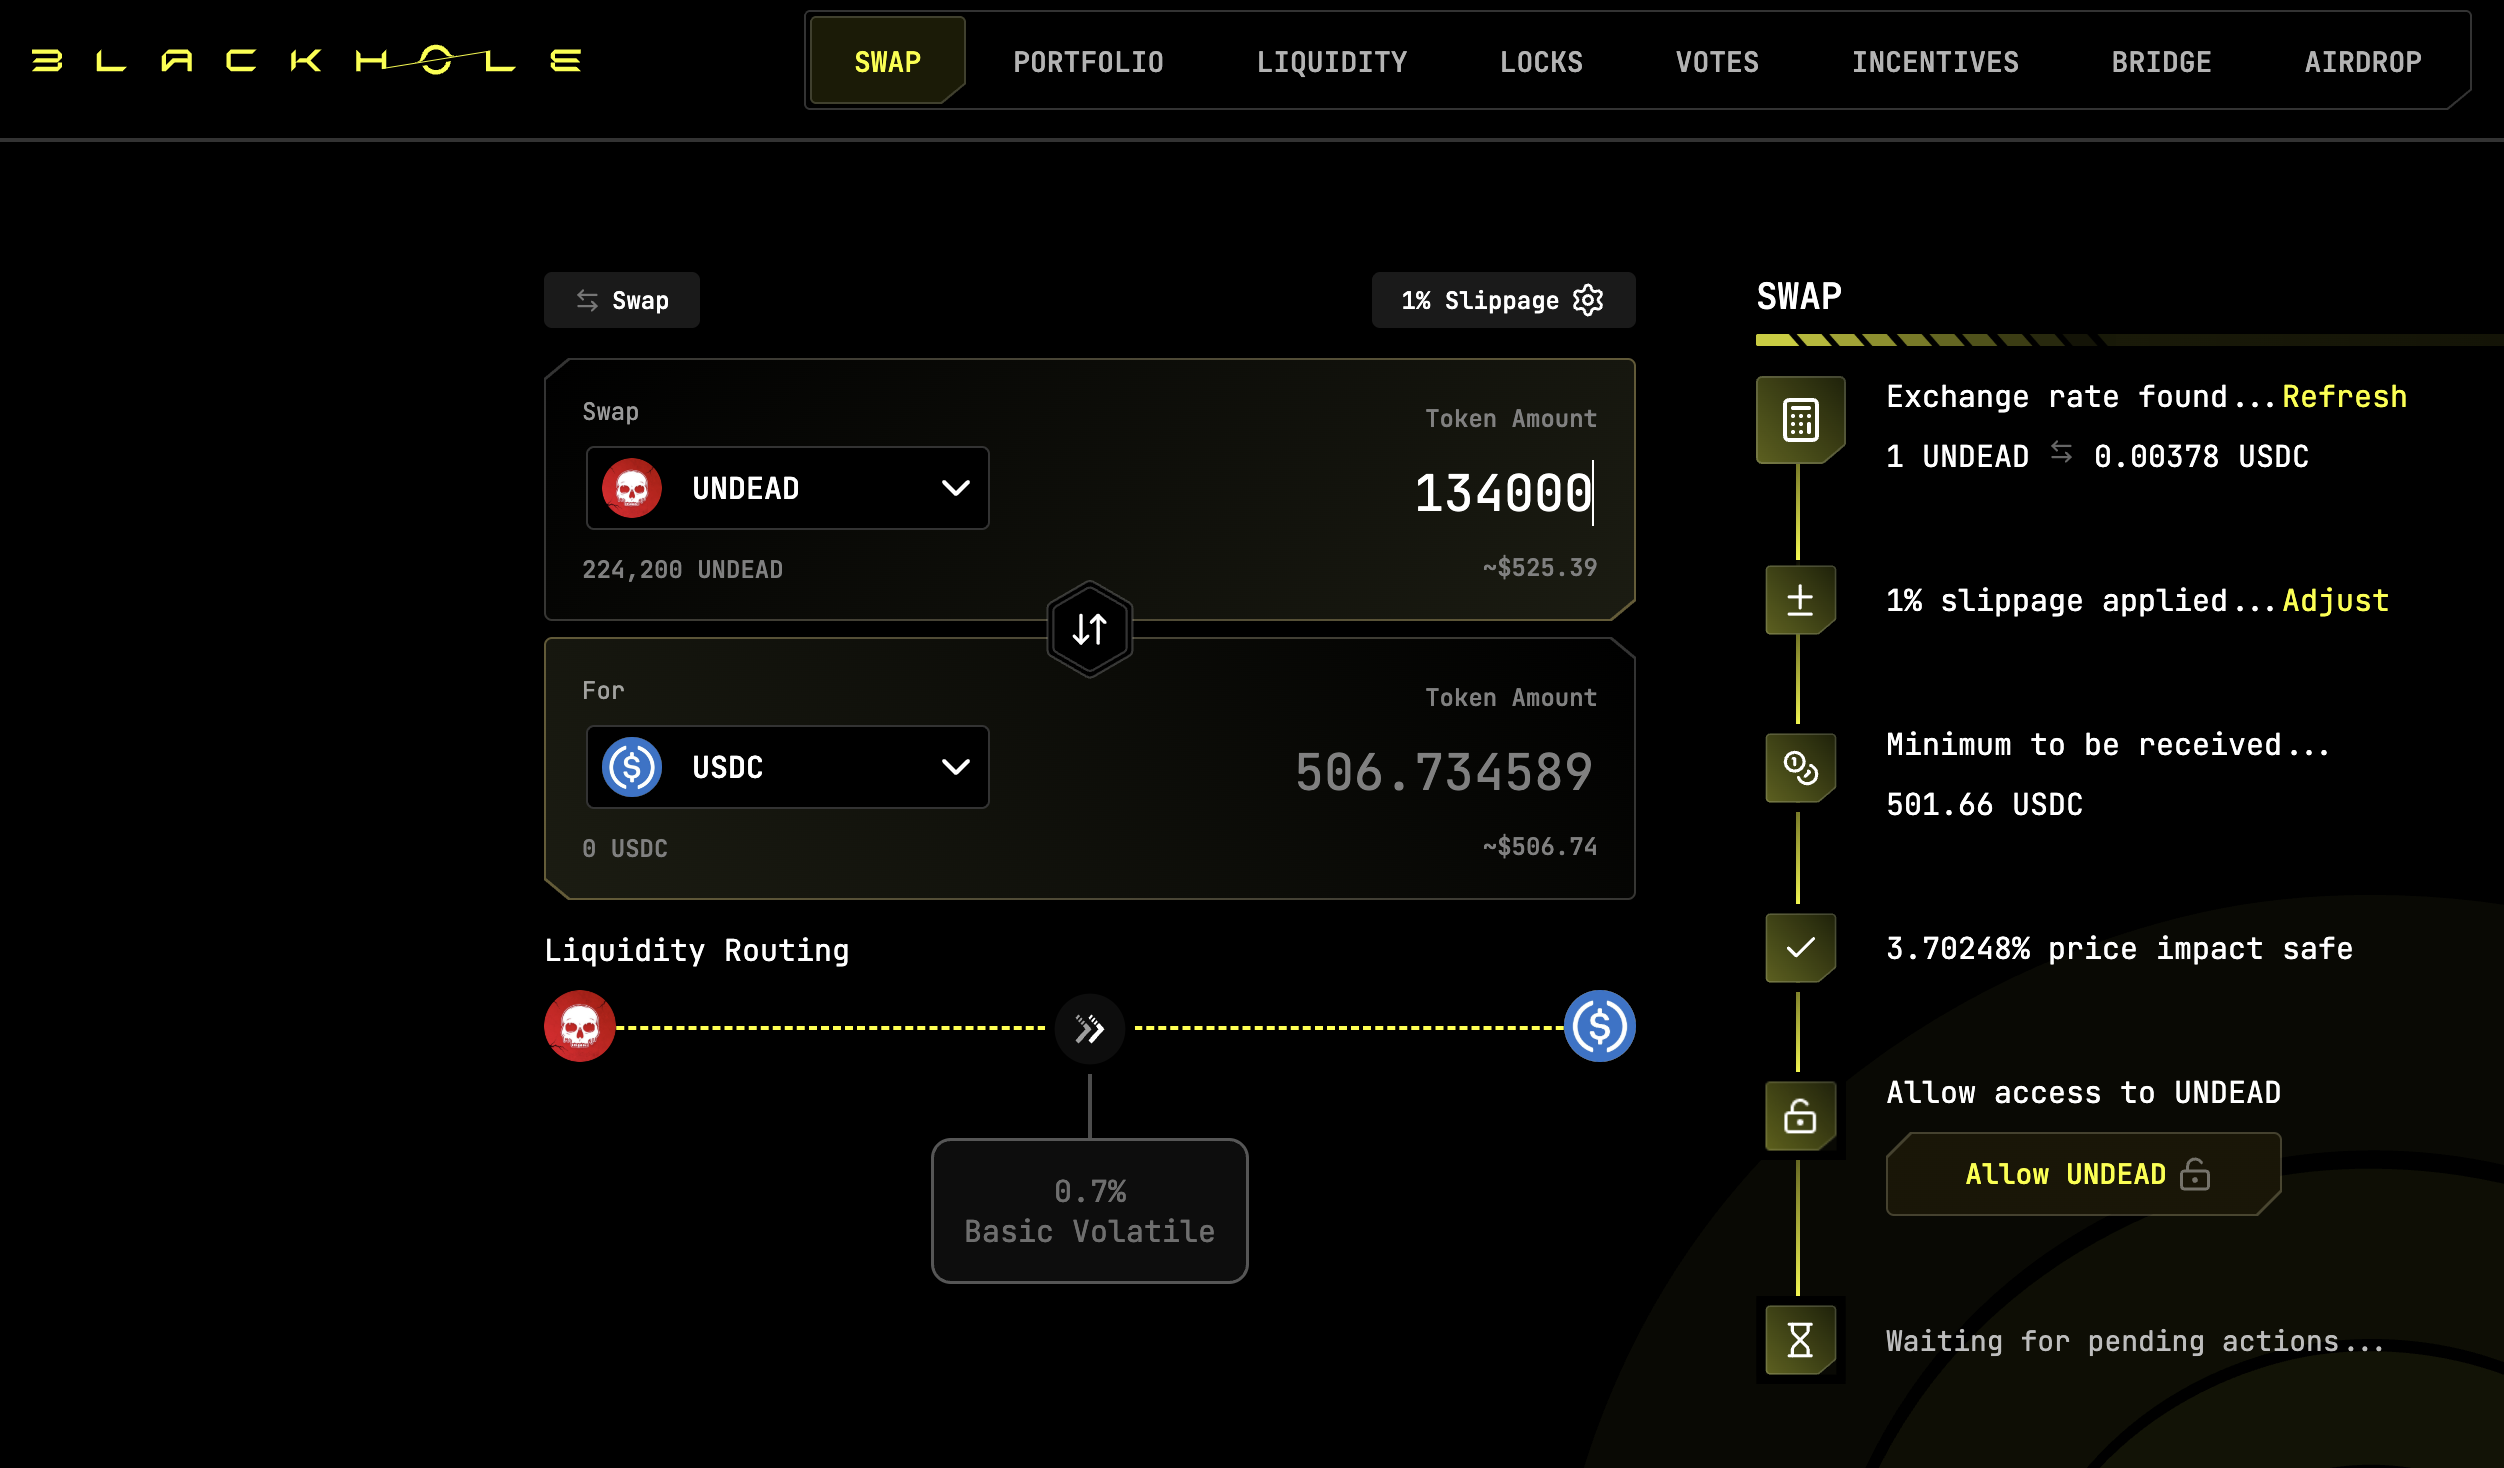 BLACKHOLE
SWAP
PORTFOLIO
LIQUIDITY
LOCKS
VOTES
INCENTIVES
BRIDGE
AIRDROP
Swap
1% Slippage
Swap
Token Amount
UNDEAD
134000
224,200 UNDEAD
~$525.39
For
Token Amount
USDC
506.734589
0 USDC
~$506.74
Liquidity Routing
0.7%
Basic Volatile
SWAP
Exchange rate found...Refresh
1 UNDEAD ⇆ 0.00378 USDC
1% slippage applied...Adjust
Minimum to be received...
501.66 USDC
3.70248% price impact safe
Allow access to UNDEAD
Allow UNDEAD
Waiting for pending actions...